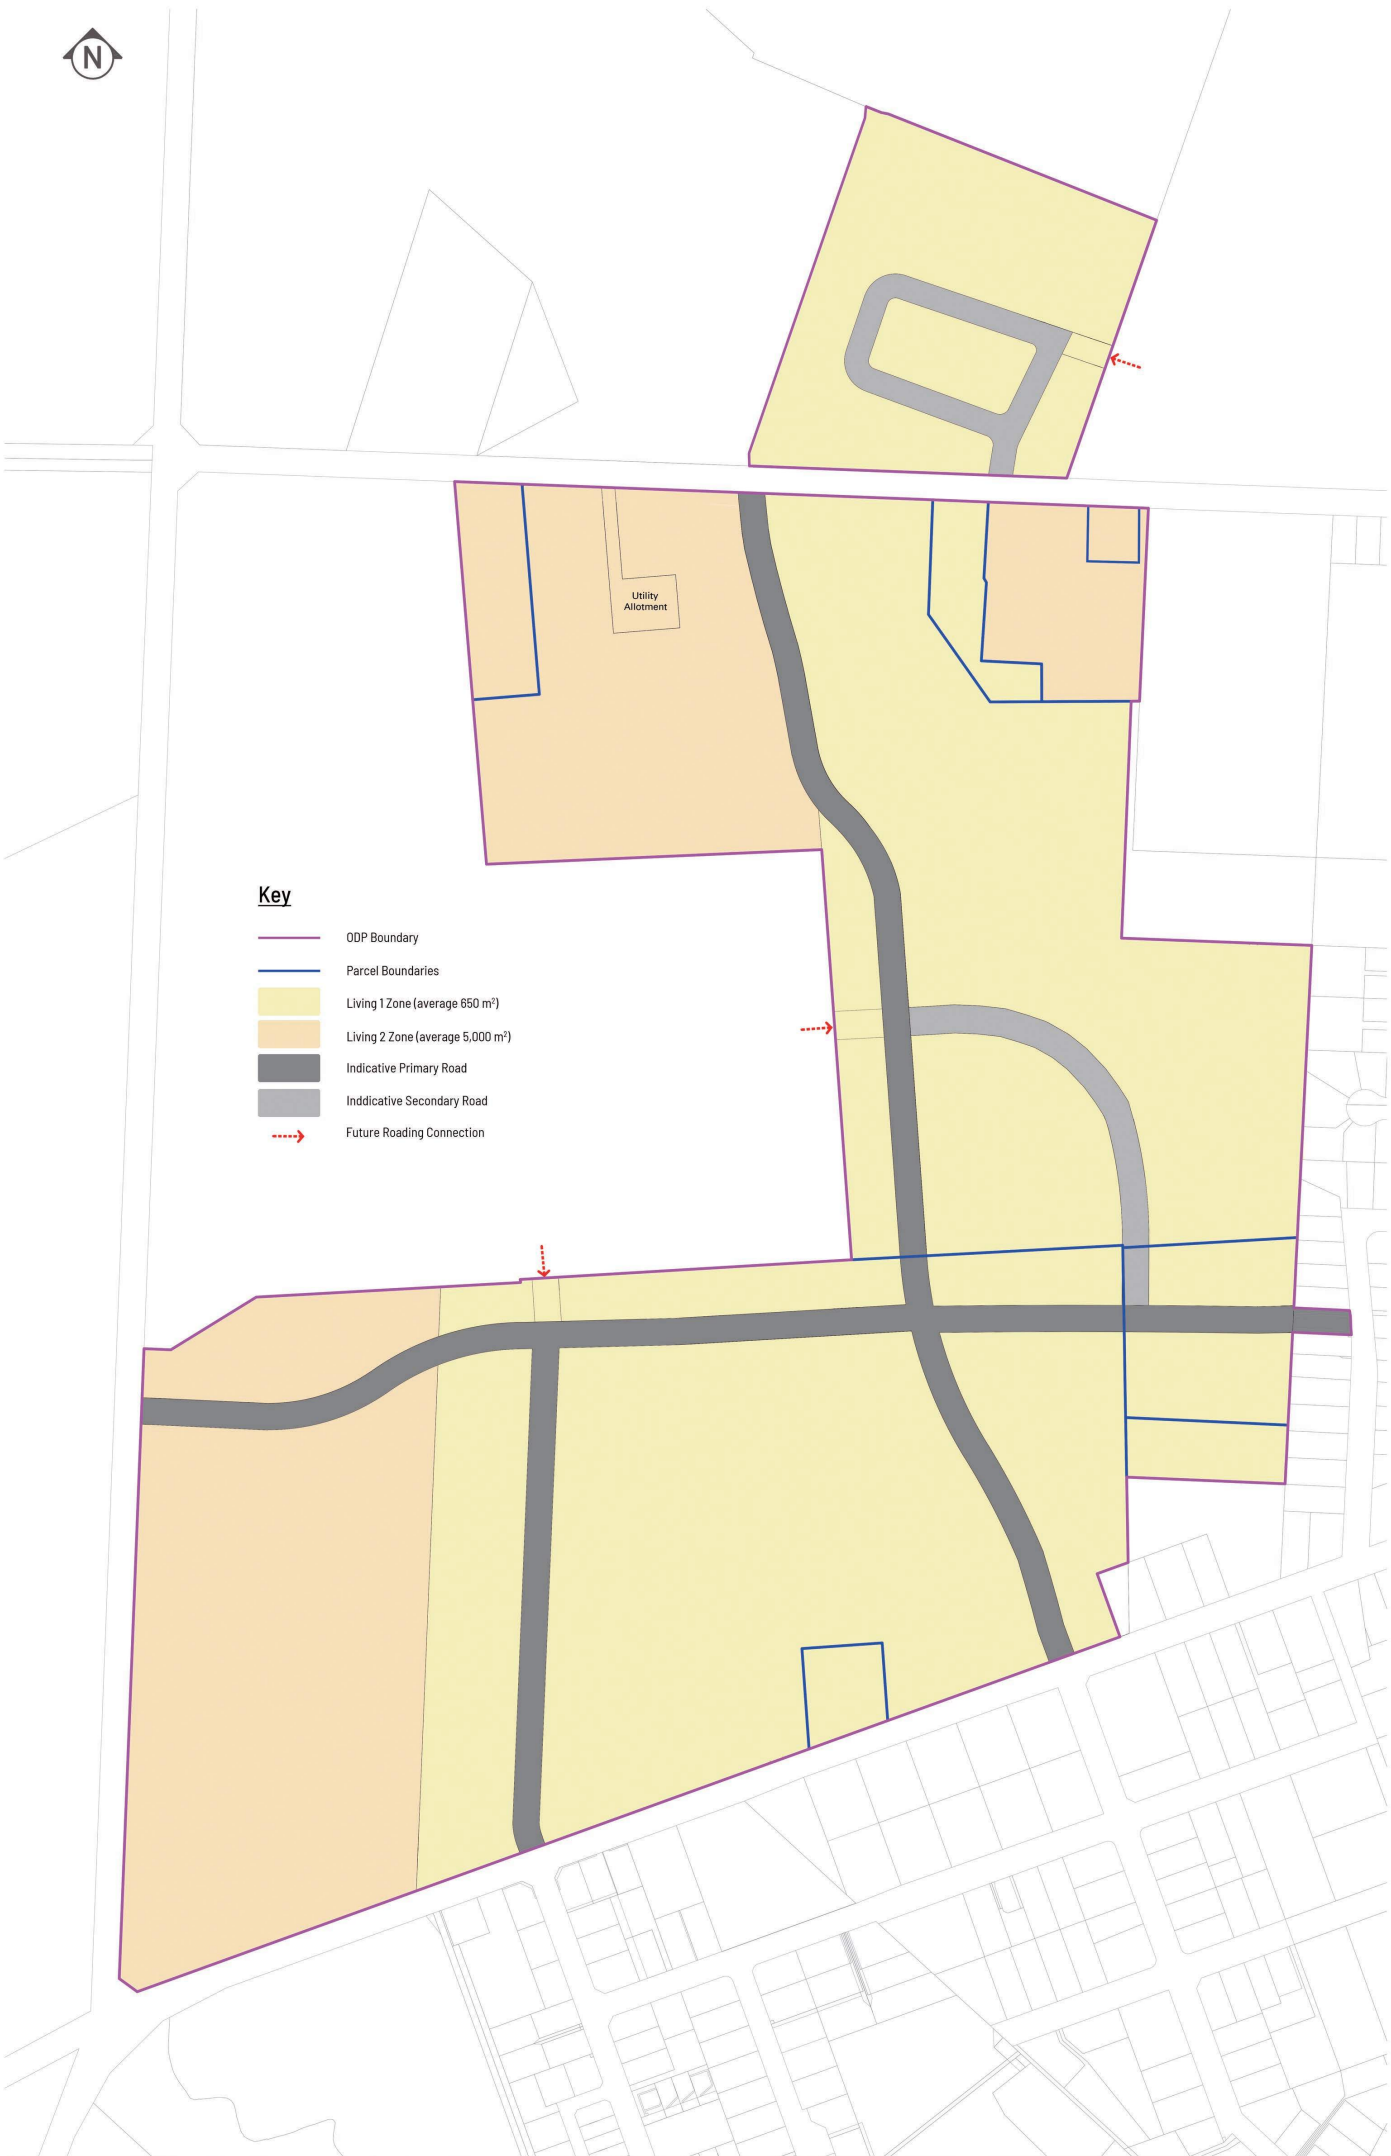 N
Utility
Allotment
Key
ODP Boundary
Parcel Boundaries
Living 1 Zone (average 650 m²)
Living 2 Zone (average 5,000 m²)
Indicative Primary Road
Inddicative Secondary Road
Future Roading Connection